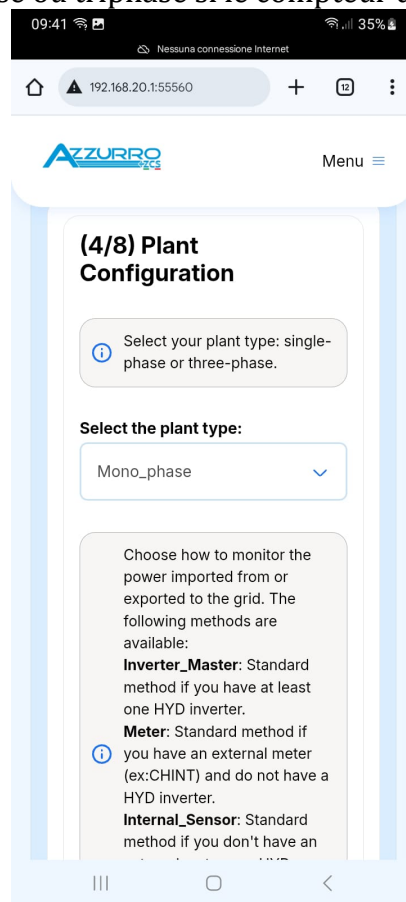 09:41 35%
Nessuna connessione Internet
192.168.20.1:55560 + 12
AZZURRO
ZCS
Menu
(4/8) Plant
Configuration
Select your plant type: single-
phase or three-phase.
Select the plant type:
Mono_phase
Choose how to monitor the
power imported from or
exported to the grid. The
following methods are
available:
Inverter_Master: Standard
method if you have at least
one HYD inverter.
Meter: Standard method if
you have an external meter
(ex:CHINT) and do not have a
HYD inverter.
Internal_Sensor: Standard
method if you don't have an